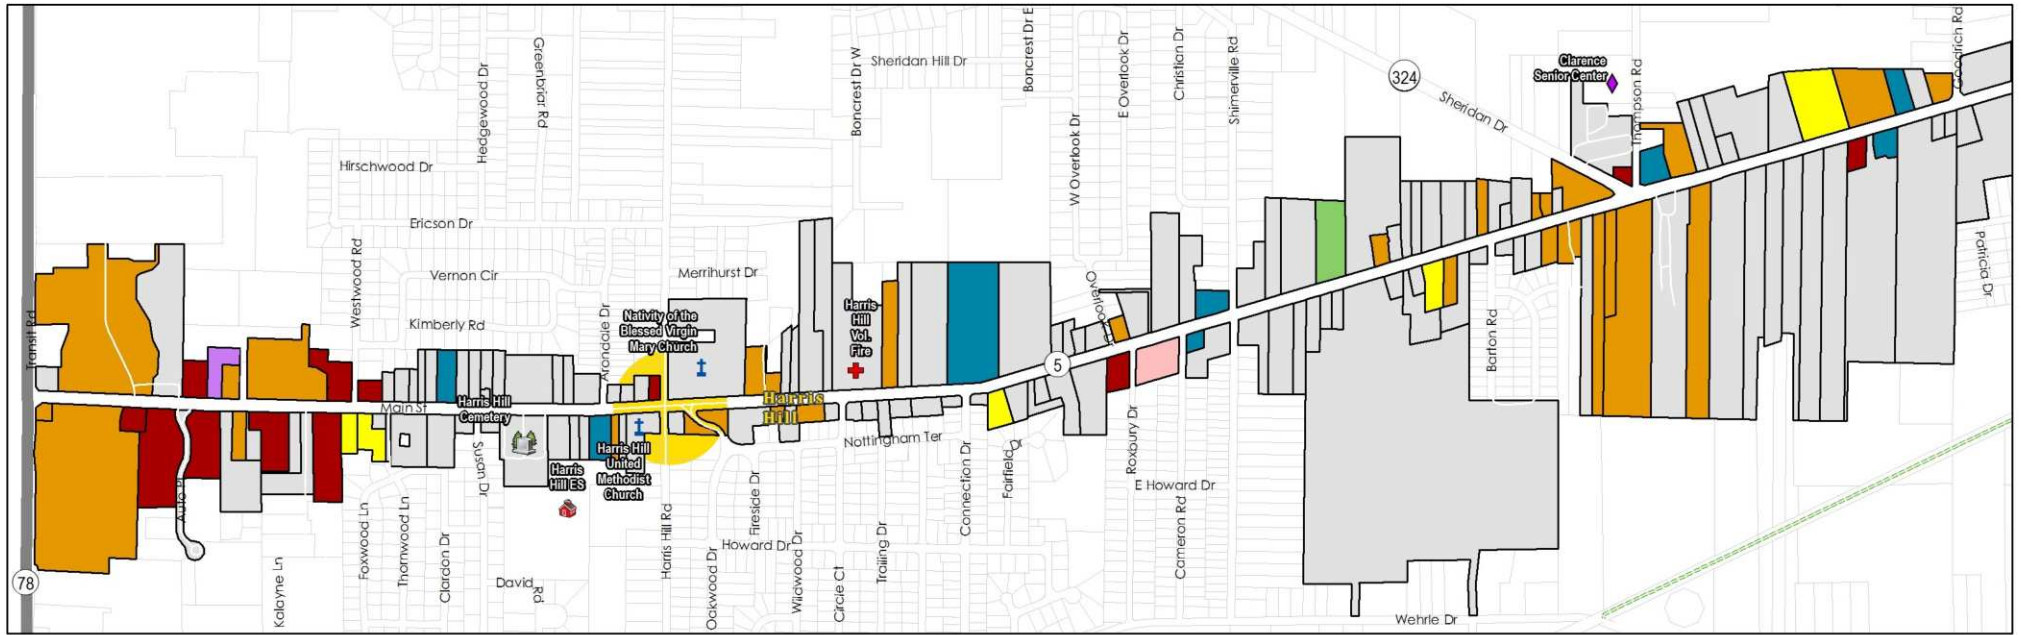 324
Clarence
Senior Center
Thompson Rd
Goodrich Rd
Sheridan Dr
Greenbriar Rd
Hedgewood Dr
Boncrest Dr W
Sheridan Hill Dr
Boncrest Dr E
E Overlook Dr
Christian Dr
Shimerville Rd
W Overlook Dr
Hirschwood Dr
Ericson Dr
Westwood Rd
Vernon Cir
Kimberly Rd
Arondale Dr
Merrihurst Dr
Nativity of the
Blessed Virgin
Mary Church
Harris
Hill
Vol.
Fire
Patricia Dr
Transit Rd
5
Barton Rd
Main St
Harris Hill
Cemetery
Harris
Hill
Nottingham Ter
Auto Pl
Susan Dr
Harris
Hill ES
Harris Hill
United
Methodist
Church
Connection Dr
Fairfield Dr
Roxbury Dr
E Howard Dr
Foxwood Ln
Thornwood Ln
Clardon Dr
Harris Hill Rd
Fireside Dr
Howard Dr
Oakwood Dr
Wildwood Dr
Circle Ct
Cameron Rd
78
Kalayne Ln
David
Rd
Wehrle Dr